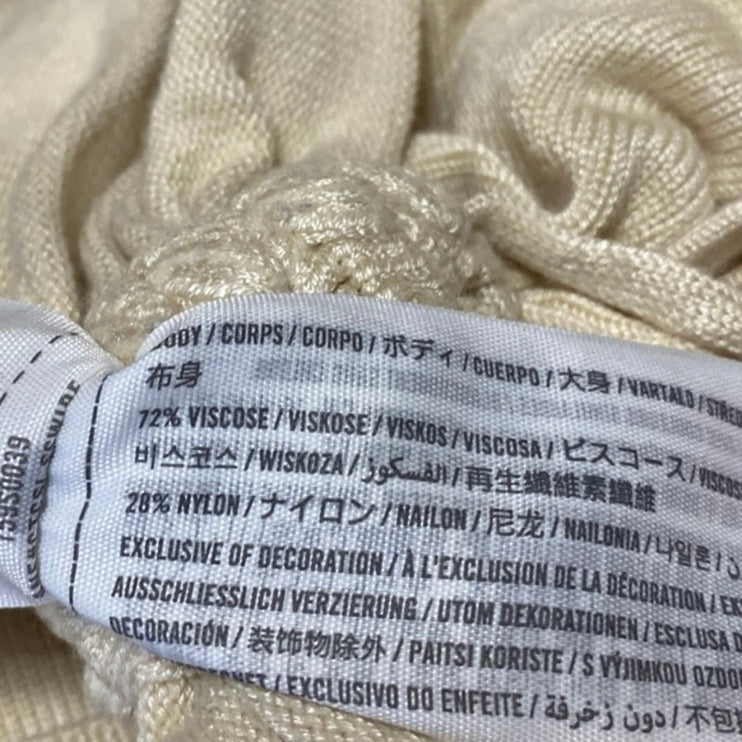 BODY / CORPS / CORPO / ボディ / CUERPO / 大身 / VARTALO / STŘED
布身
72% VISCOSE / VISKOSE / VISKOS / VISCOSA / ビスコース / VISCOS
비스코스 / WISKOZA / الفسكوز / 再生纖維素纖維
28% NYLON / ナイロン / NAILON / 尼龙 / NAILONIA / 나일론 /
EXCLUSIVE OF DECORATION / À L'EXCLUSION DE LA DÉCORATION / EX
AUSSCHLIESSLICH VERZIERUNG / UTOM DEKORATIONEN / ESCLUSA D
DECORACIÓN / 装饰物除外 / PAITSI KORISTE / S VÝJIMKOU OZDO
/ EXCLUSIVO DO ENFEITE / دون زخرفة / 不包